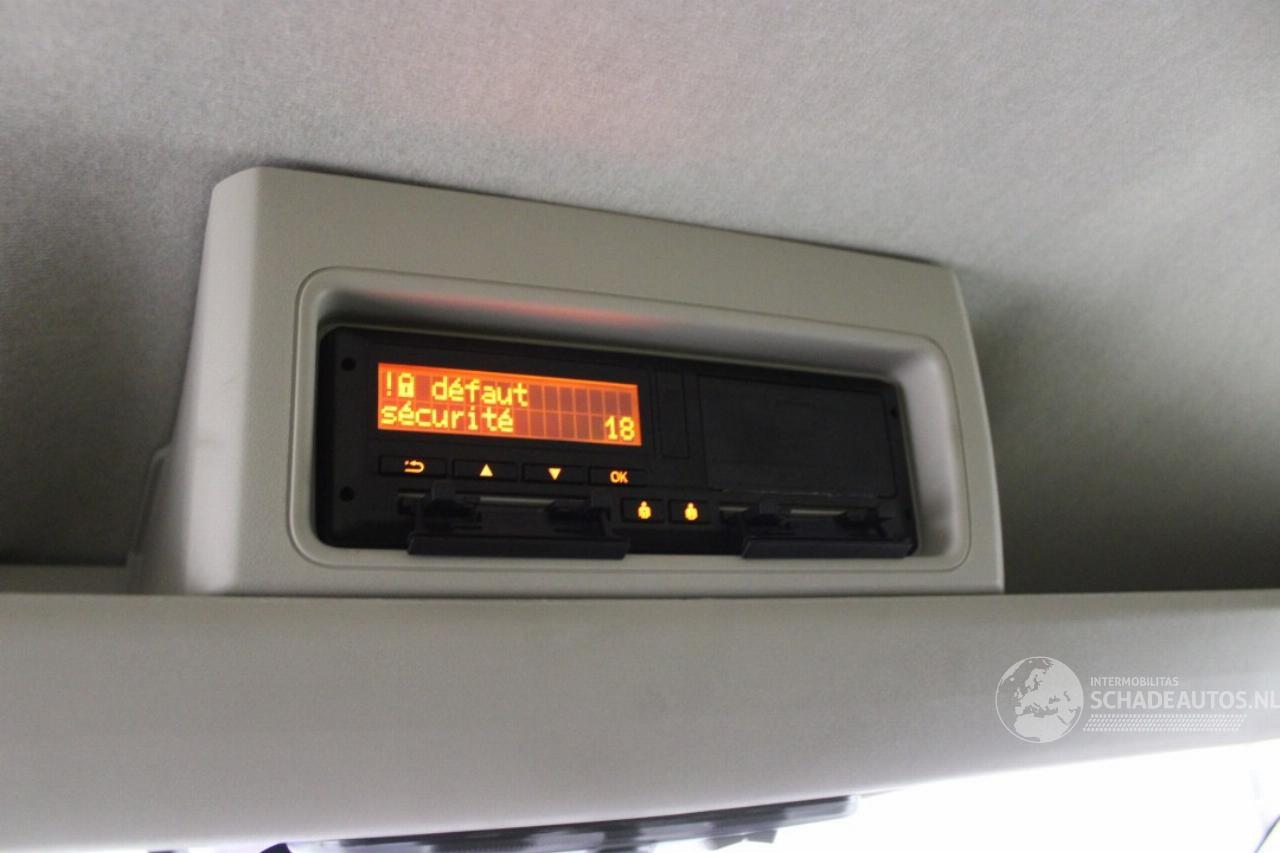 ! défaut
sécurité 18
OK
INTERMOBILITAS
SCHADEAUTOS.NL